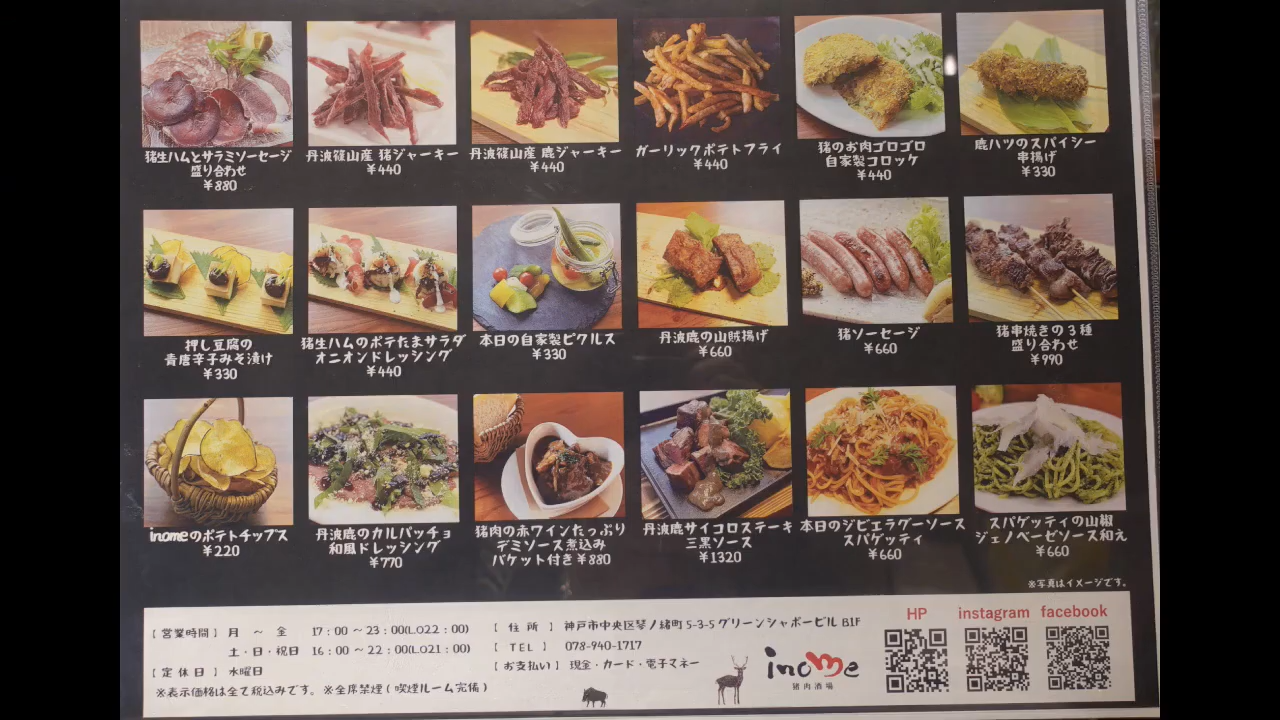 猪生ハムとサラミソーセージ
盛り合わせ
¥880
丹波篠山産 猪ジャーキー
¥440
丹波篠山産 鹿ジャーキー
¥440
ガーリックポテトフライ
¥440
猪のお肉ゴロゴロ
自家製コロッケ
¥440
鹿ハツのスパイシー
串揚げ
¥330
押し豆腐の
青唐辛子みそ漬け
¥330
猪生ハムのポテたまサラダ
オニオンドレッシング
¥440
本日の自家製ピクルス
¥330
丹波鹿の山賊揚げ
¥660
猪ソーセージ
¥660
猪串焼きの3種
盛り合わせ
¥990
inomeのポテトチップス
¥220
丹波鹿のカルパッチョ
和風ドレッシング
¥770
猪肉の赤ワインたっぷり
デミソース煮込み
バケット付き¥880
丹波鹿サイコロステーキ
三黒ソース
¥1320
本日のジビエラグーソース
スパゲッティ
¥660
スパゲッティの山椒
ジェノベーゼソース和え
¥660
※写真はイメージです。
【営業時間】 月 〜 金 17:00〜23:00(LO22:00)
土・日・祝日 16:00〜22:00(LO21:00)
【定休日】 水曜日
※表示価格は全て税込みです。※全席禁煙(喫煙ルーム完備)
【住所】 神戸市中央区琴ノ緒町5-3-5グリーンシャポービル B1F
【TEL】 078-940-1717
【お支払い】 現金・カード・電子マネー
inome
猪肉酒場
HP
instagram
facebook